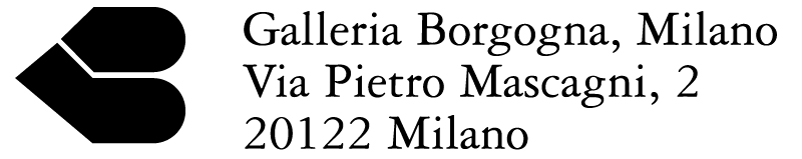 Galleria Borgogna, Milano
Via Pietro Mascagni, 2
20122 Milano